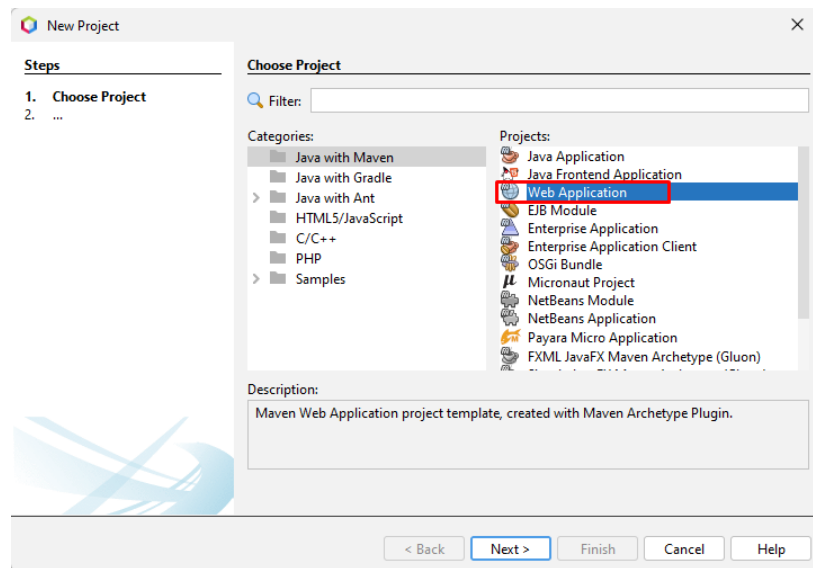 New Project
Steps
1. Choose Project
2. ...
Choose Project
Filter:
Categories:
Java with Maven
Java with Gradle
Java with Ant
HTML5/JavaScript
C/C++
PHP
Samples
Projects:
Java Application
Java Frontend Application
Web Application
EJB Module
Enterprise Application
Enterprise Application Client
OSGi Bundle
Micronaut Project
NetBeans Module
NetBeans Application
Payara Micro Application
FXML JavaFX Maven Archetype (Gluon)
Description:
Maven Web Application project template, created with Maven Archetype Plugin.
< Back Next > Finish Cancel Help